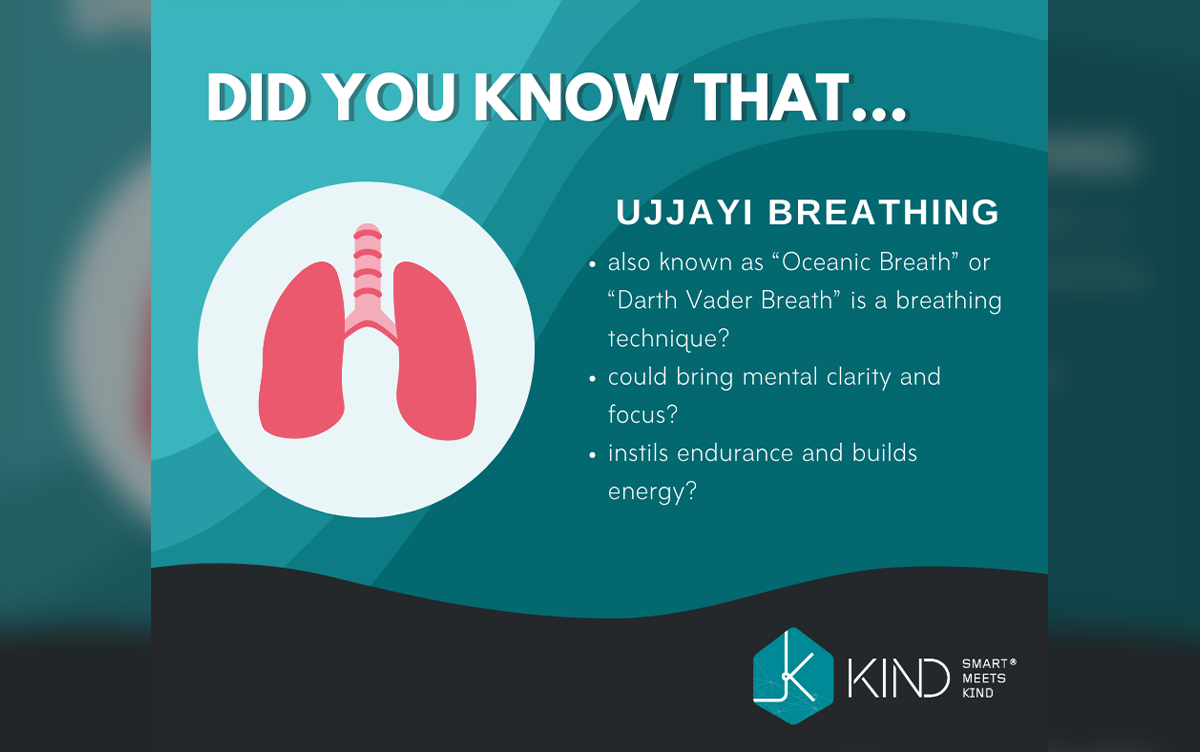 DID YOU KNOW THAT...
UJJAYI BREATHING
• also known as “Oceanic Breath” or
“Darth Vader Breath” is a breathing
technique?
• could bring mental clarity and
focus?
• instils endurance and builds
energy?
KIND
SMART®
MEETS
KIND